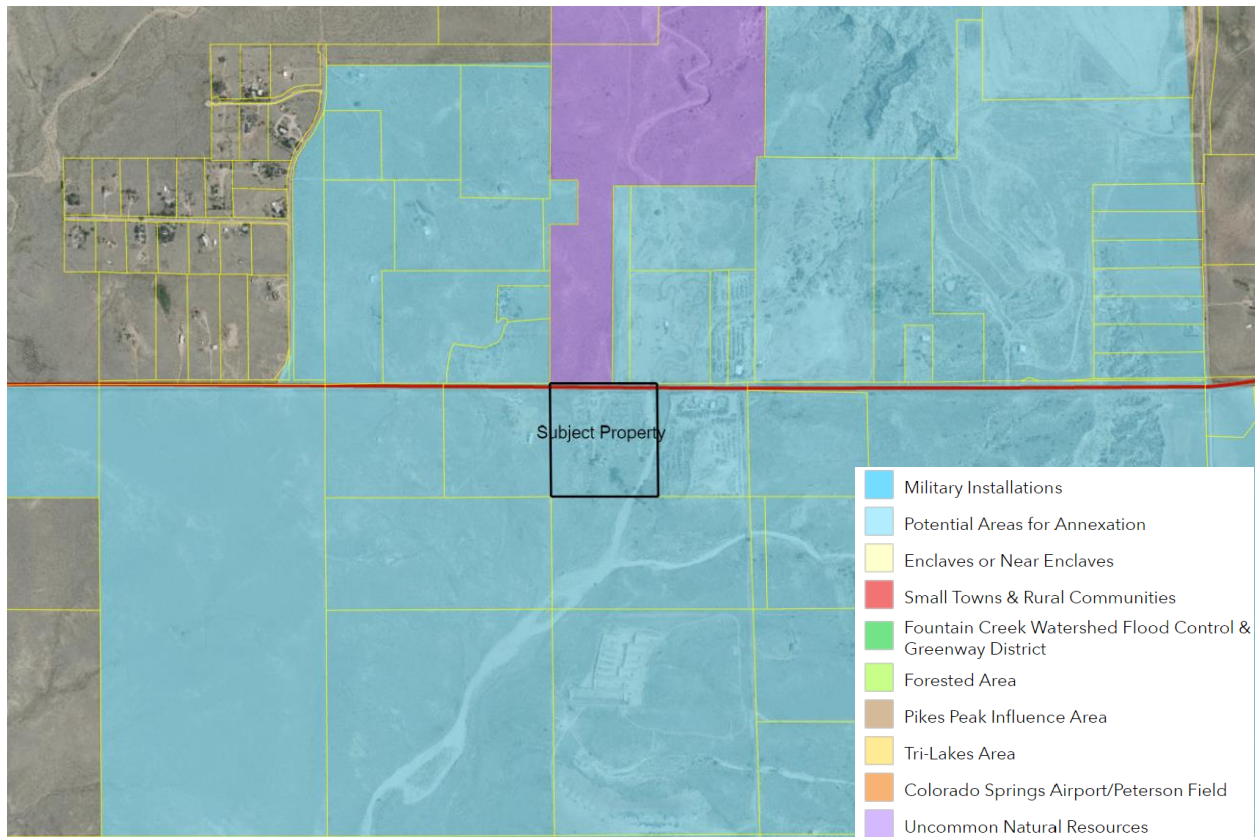 Subject Property
Military Installations
Potential Areas for Annexation
Enclaves or Near Enclaves
Small Towns & Rural Communities
Fountain Creek Watershed Flood Control &
Greenway District
Forested Area
Pikes Peak Influence Area
Tri-Lakes Area
Colorado Springs Airport/Peterson Field
Uncommon Natural Resources